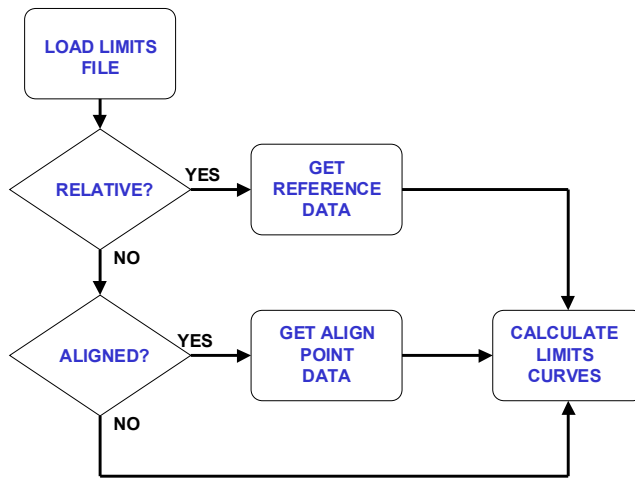 LOAD LIMITS
FILE
RELATIVE?
YES
GET
REFERENCE
DATA
NO
ALIGNED?
YES
GET ALIGN
POINT
DATA
CALCULATE
LIMITS
CURVES
NO